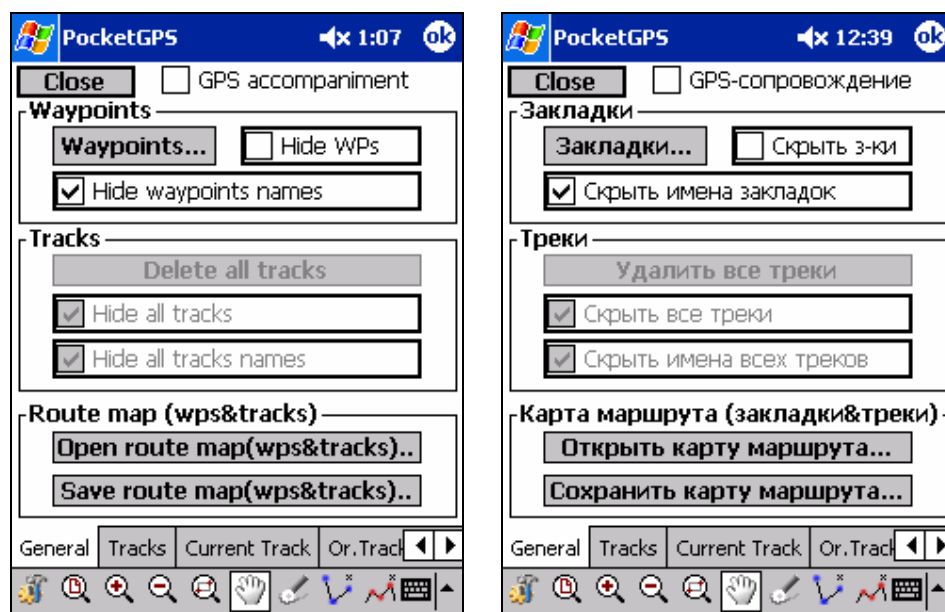 PocketGPS 1:07 ok
Close GPS accompaniment
Waypoints
Waypoints... Hide WPs
Hide waypoints names
Tracks
Delete all tracks
Hide all tracks
Hide all tracks names
Route map (wps&tracks)
Open route map(wps&tracks)..
Save route map(wps&tracks)..
General Tracks Current Track Or.Track
PocketGPS 12:39 ok
Close GPS-сопровождение
Закладки
Закладки... Скрыть з-ки
Скрыть имена закладок
Треки
Удалить все треки
Скрыть все треки
Скрыть имена всех треков
Карта маршрута (закладки&треки)
Открыть карту маршрута...
Сохранить карту маршрута...
General Tracks Current Track Or.Track